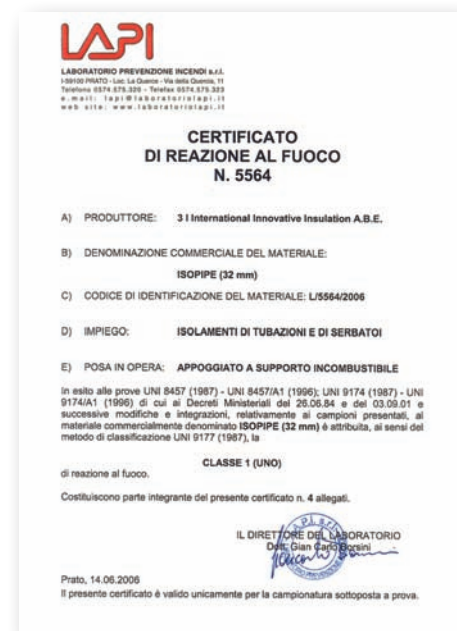 LAPI
LABORATORIO PREVENZIONE INCENDI s.r.l.
I-59100 PRATO - Loc. La Querce - Via della Quercia, 11
Telefono 0574.575.320 - Telefax 0574.575.323
e.mail: lapi@laboratoriolapi.it
web site: www.laboratoriolapi.it
CERTIFICATO
DI REAZIONE AL FUOCO
N. 5564
A) PRODUTTORE: 3 I International Innovative Insulation A.B.E.
B) DENOMINAZIONE COMMERCIALE DEL MATERIALE:
ISOPIPE (32 mm)
C) CODICE DI IDENTIFICAZIONE DEL MATERIALE: L/5564/2006
D) IMPIEGO: ISOLAMENTI DI TUBAZIONI E DI SERBATOI
E) POSA IN OPERA: APPOGGIATO A SUPPORTO INCOMBUSTIBILE
In esito alle prove UNI 8457 (1987) - UNI 8457/A1 (1996); UNI 9174 (1987) - UNI
9174/A1 (1996) di cui ai Decreti Ministeriali del 26.06.84 e del 03.09.01 e
successive modifiche e integrazioni, relativamente ai campioni presentati, al
materiale commercialmente denominato ISOPIPE (32 mm) è attribuita, ai sensi del
metodo di classificazione UNI 9177 (1987), la
CLASSE 1 (UNO)
di reazione al fuoco.
Costituiscono parte integrante del presente certificato n. 4 allegati.
IL DIRETTORE DEL LABORATORIO
Dott. Gian Carlo Borsini
Prato, 14.06.2006
Il presente certificato è valido unicamente per la campionatura sottoposta a prova.